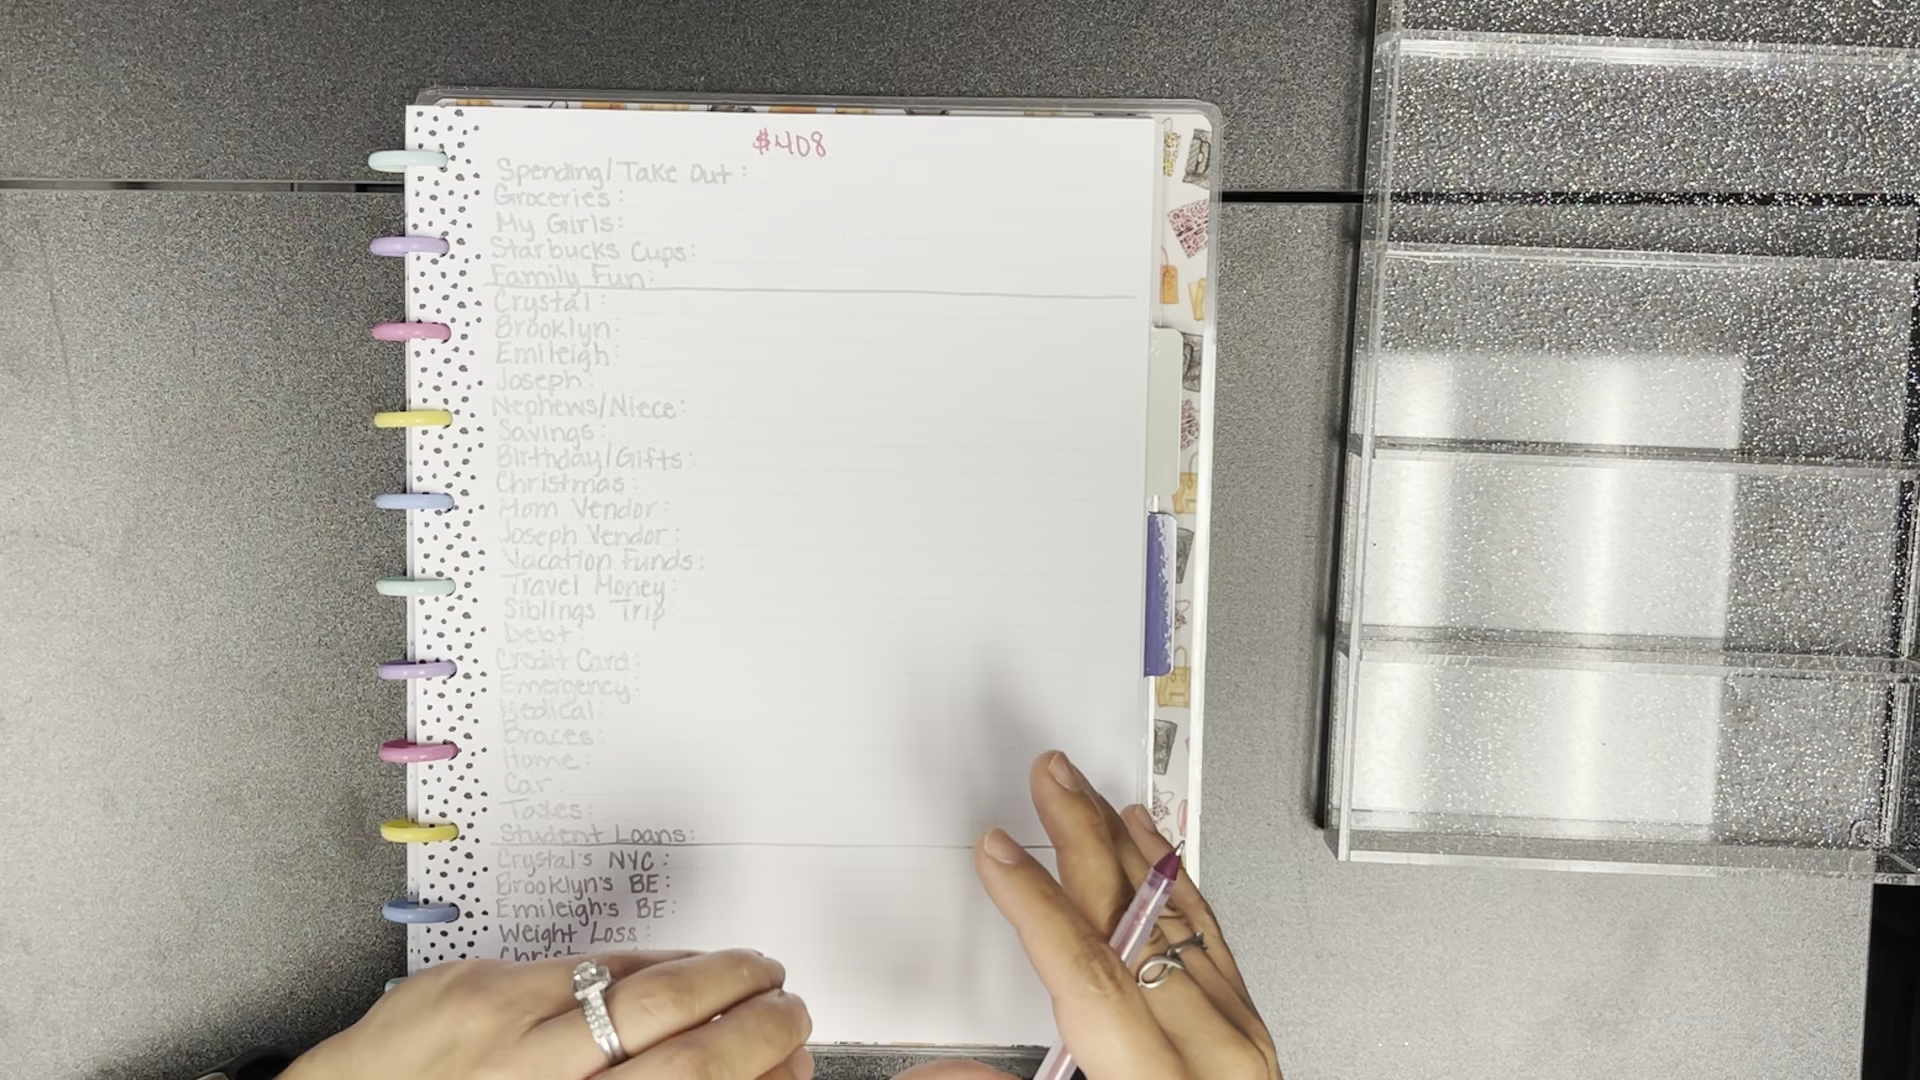 $408
Spending/Take Out:
Groceries:
My Girls:
Starbucks Cups:
Family Fun:
Crystal:
Brooklyn:
Emileigh:
Joseph:
Nephews/Niece:
Savings:
Birthday/Gifts:
Christmas:
Mom Vendor:
Joseph Vendor:
Vacation Funds:
Travel Money:
Siblings Trip:
Debt:
Credit Card:
Emergency:
Medical:
Braces:
Home:
Car:
Taxes:
Student Loans:
Crystal's NYC:
Brooklyn's BE:
Emileigh's BE:
Weight Loss: